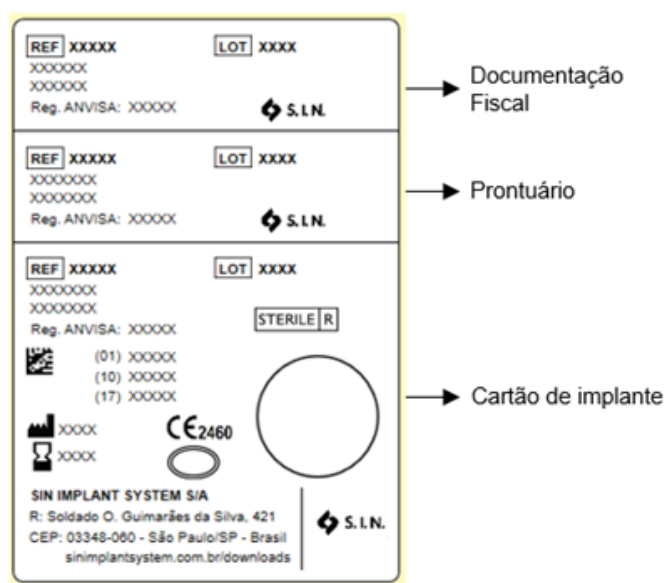 REF XXXXX LOT XXXX
XXXXXX
XXXXXX
Reg. ANVISA: XXXXX S.I.N.
Documentação
Fiscal
REF XXXXX LOT XXXX
XXXXXXX
XXXXXXX
Reg. ANVISA: XXXXX S.I.N.
Prontuário
REF XXXXX LOT XXXX
XXXXXXX
XXXXXXX
Reg. ANVISA: XXXXX
STERILE R
(01) XXXXX
(10) XXXXX
(17) XXXXX
XXXX CE2460
XXXX
Cartão de implante
SIN IMPLANT SYSTEM S/A
R: Soldado O. Guimarães da Silva, 421
CEP: 03348-060 - São Paulo/SP - Brasil
sinimplantsystem.com.br/downloads
S.I.N.